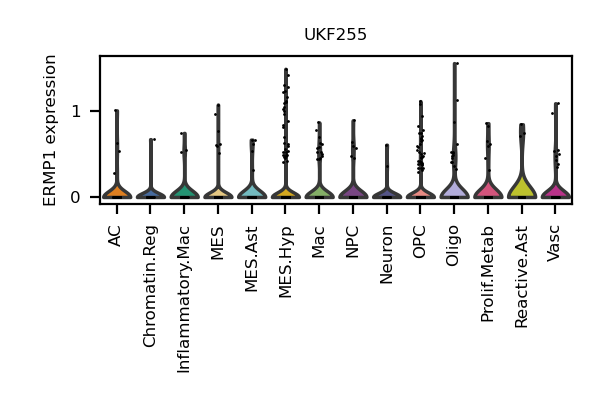 UKF255
ERMP1 expression
1
0
AC
Chromatin.Reg
Inflammatory.Mac
MES
MES.Ast
MES.Hyp
Mac
NPC
Neuron
OPC
Oligo
Prolif.Metab
Reactive.Ast
Vasc